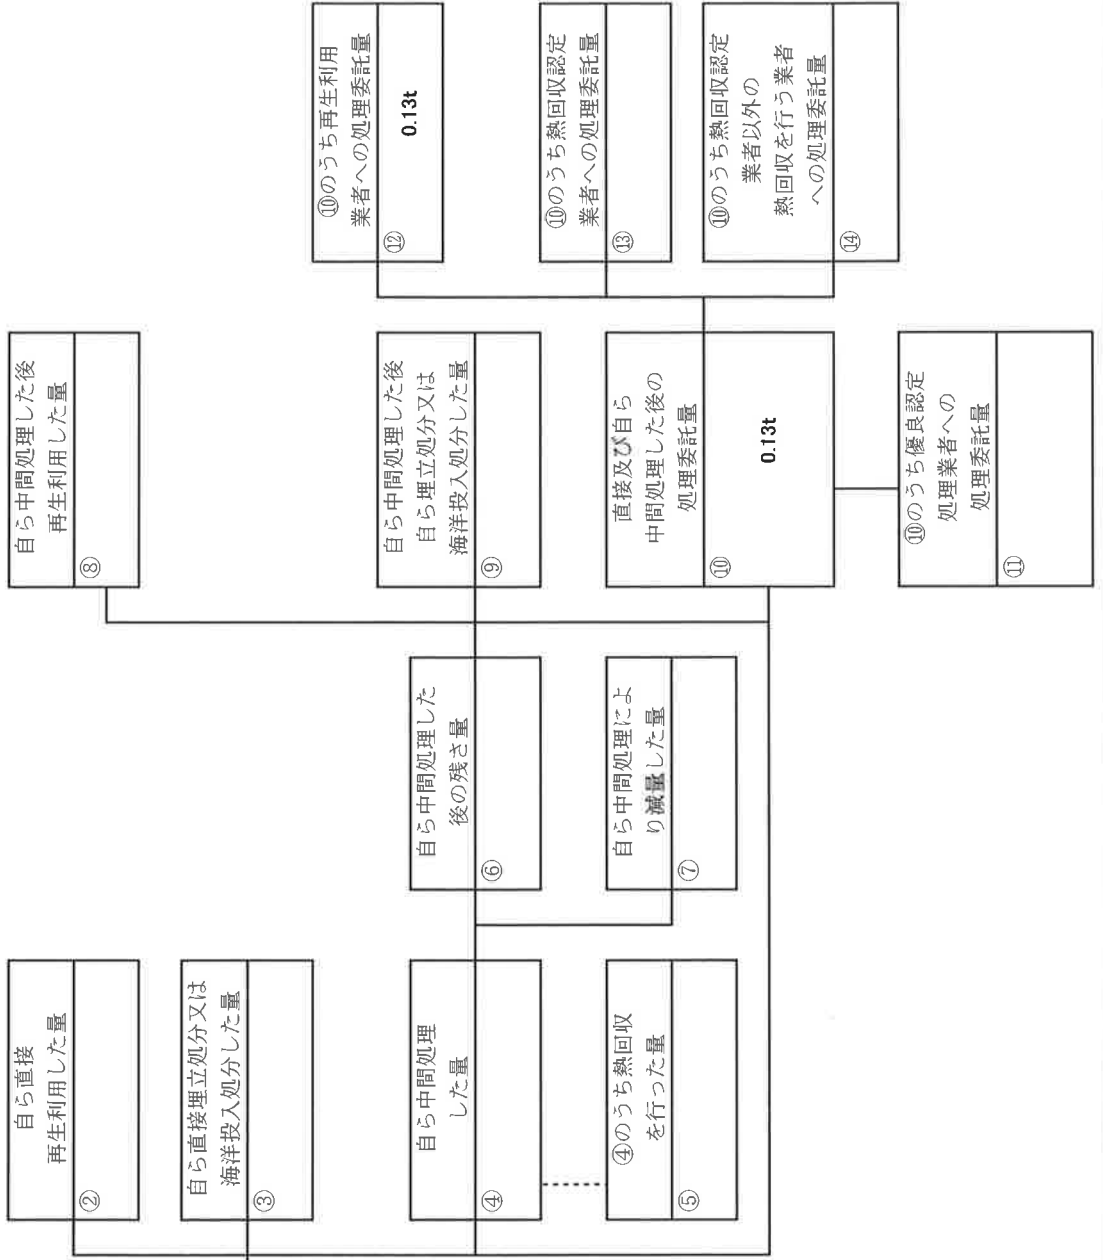 自ら直接
再生利用した量
②
自ら直接埋立処分又は
海洋投入処分した量
③
自ら中間処理
した量
④
④のうち熱回収
を行った量
⑤
自ら中間処理した
後の残さ量
⑥
自ら中間処理によ
り減量した量
⑦
自ら中間処理した後
再生利用した量
⑧
自ら中間処理した後
自ら埋立処分又は
海洋投入処分した量
⑨
直接及び自ら
中間処理した後の
処理委託量
⑩
0.13t
⑩のうち優良認定
処理業者への
処理委託量
⑪
⑩のうち再生利用
業者への処理委託量
⑫
0.13t
⑩のうち熱回収認定
業者への処理委託量
⑬
⑩のうち熱回収認定
業者以外の
熱回収を行う業者
への処理委託量
⑭